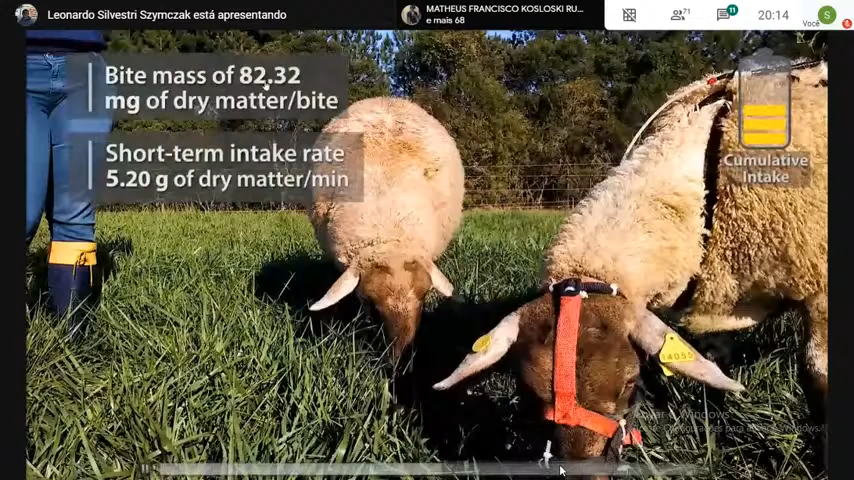 Leonardo Silvestri Szymczak está apresentando
MATHEUS FRANCISCO KOSLOSKI RU...
e mais 68
71
11
20:14
Você
S
Bite mass of 82,32
mg of dry matter/bite
Short-term intake rate
5.20 g of dry matter/min
Cumulative
Intake
14055
Windows